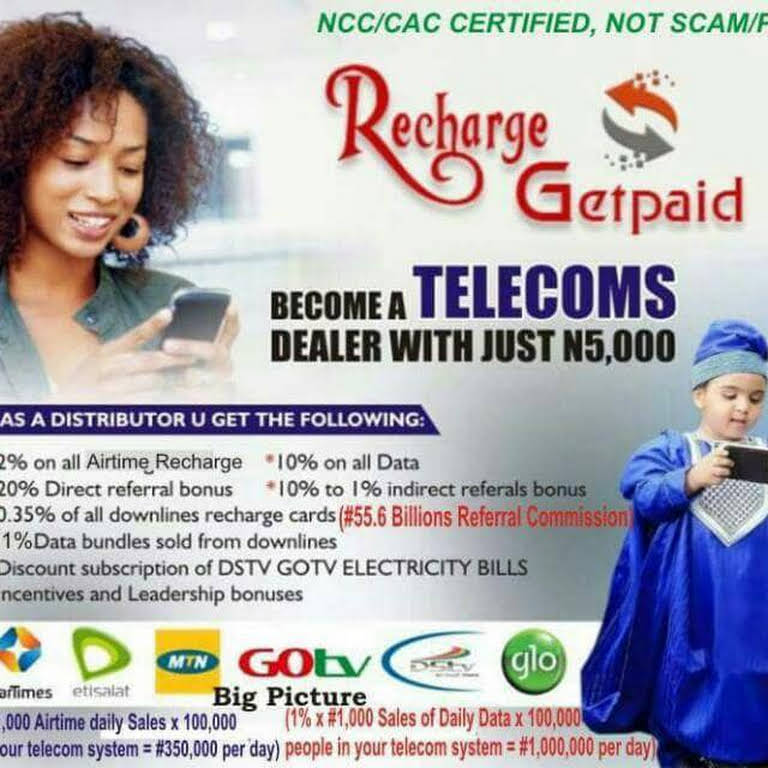 NCC/CAC CERTIFIED, NOT SCAM/
Recharge
Getpaid
BECOME A TELECOMS
DEALER WITH JUST N5,000
AS A DISTRIBUTOR U GET THE FOLLOWING:
2% on all Airtime Recharge *10% on all Data
20% Direct referral bonus *10% to 1% indirect referals bonus
0.35% of all downlines recharge cards (#55.6 Billions Referral Commission)
1%Data bundles sold from downlines
Discount subscription of DSTV GOTV ELECTRICITY BILLS
ncentives and Leadership bonuses
arTimes etisalat MTN GOtv DStv glo
Big Picture
,000 Airtime daily Sales x 100,000 (1% x #1,000 Sales of Daily Data x 100,000
our telecom system = #350,000 per day) people in your telecom system = #1,000,000 per day)